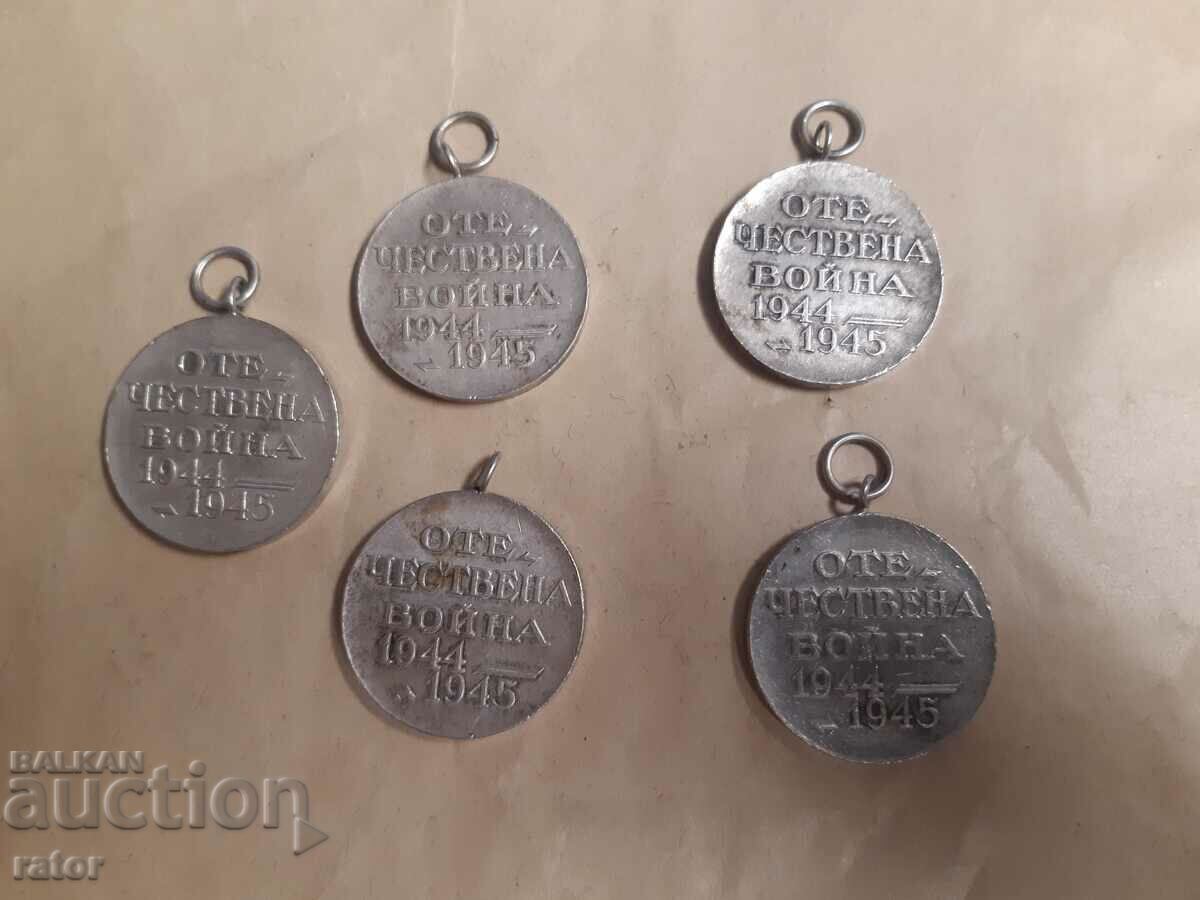 ОТЕ-
ЧЕСТВЕНА
ВОЙНА
1944-
-1945
ОТЕ-
ЧЕСТВЕНА
ВОЙНА
1944-
-1945
ОТЕ-
ЧЕСТВЕНА
ВОЙНА
1944-
-1945
ОТЕ-
ЧЕСТВЕНА
ВОЙНА
1944-
-1945
ОТЕ-
ЧЕСТВЕНА
ВОЙНА
1944-
-1945
BALKAN
auction
rator